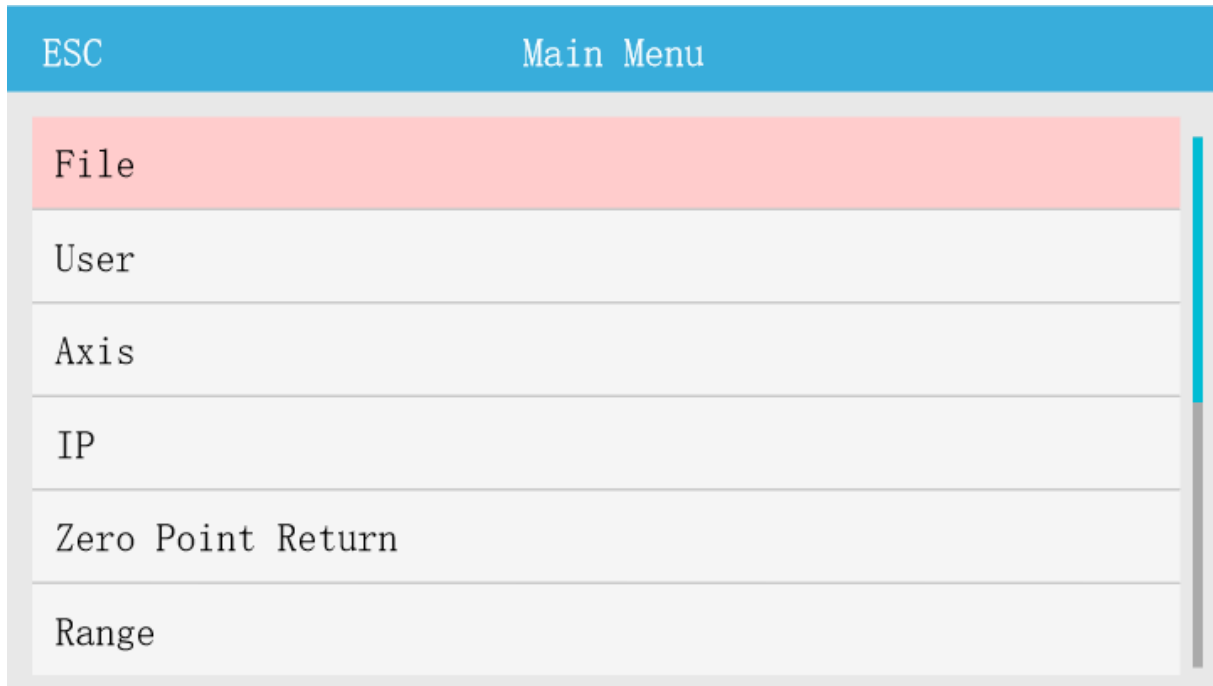 ESC Main Menu
File
User
Axis
IP
Zero Point Return
Range